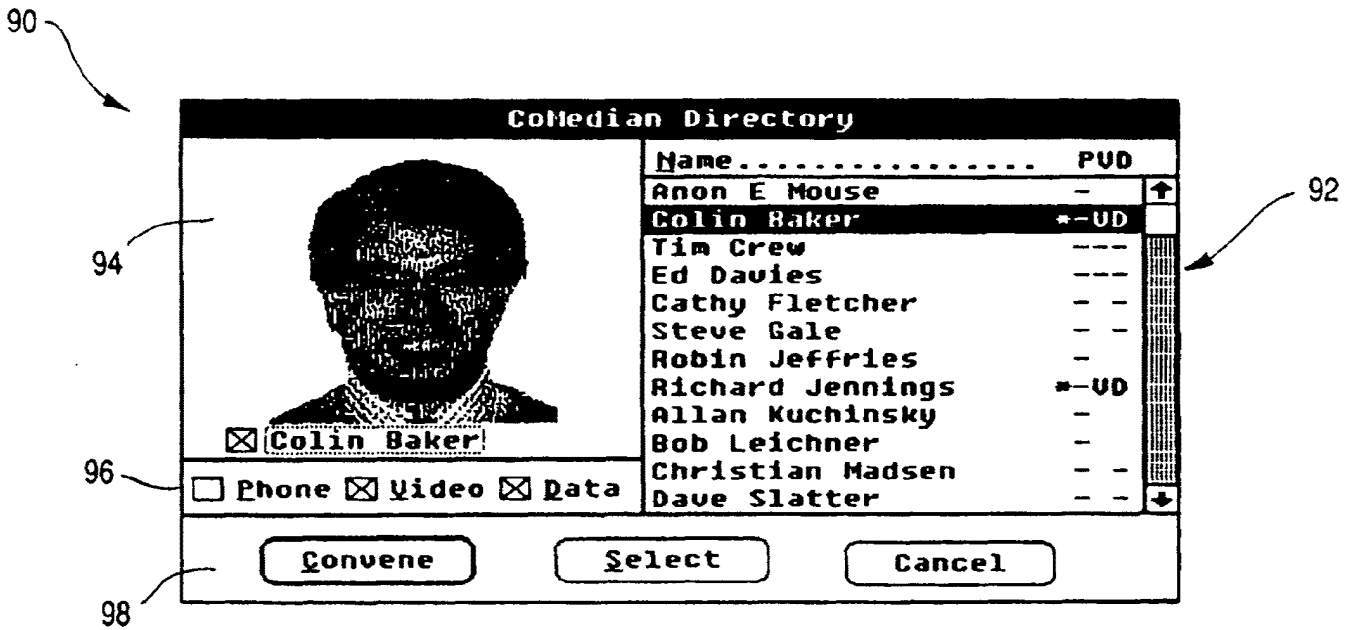 90
CoMedian Directory
Name................ PVD
Anon E Mouse -
Colin Baker *-VD
Tim Crew ---
Ed Davies ---
Cathy Fletcher - -
Steve Gale - -
Robin Jeffries -
Richard Jennings *-VD
Allan Kuchinsky -
Bob Leichner -
Christian Madsen - -
Dave Slatter - -
92
94
Colin Baker
96
Phone Video Data
Convene Select Cancel
98